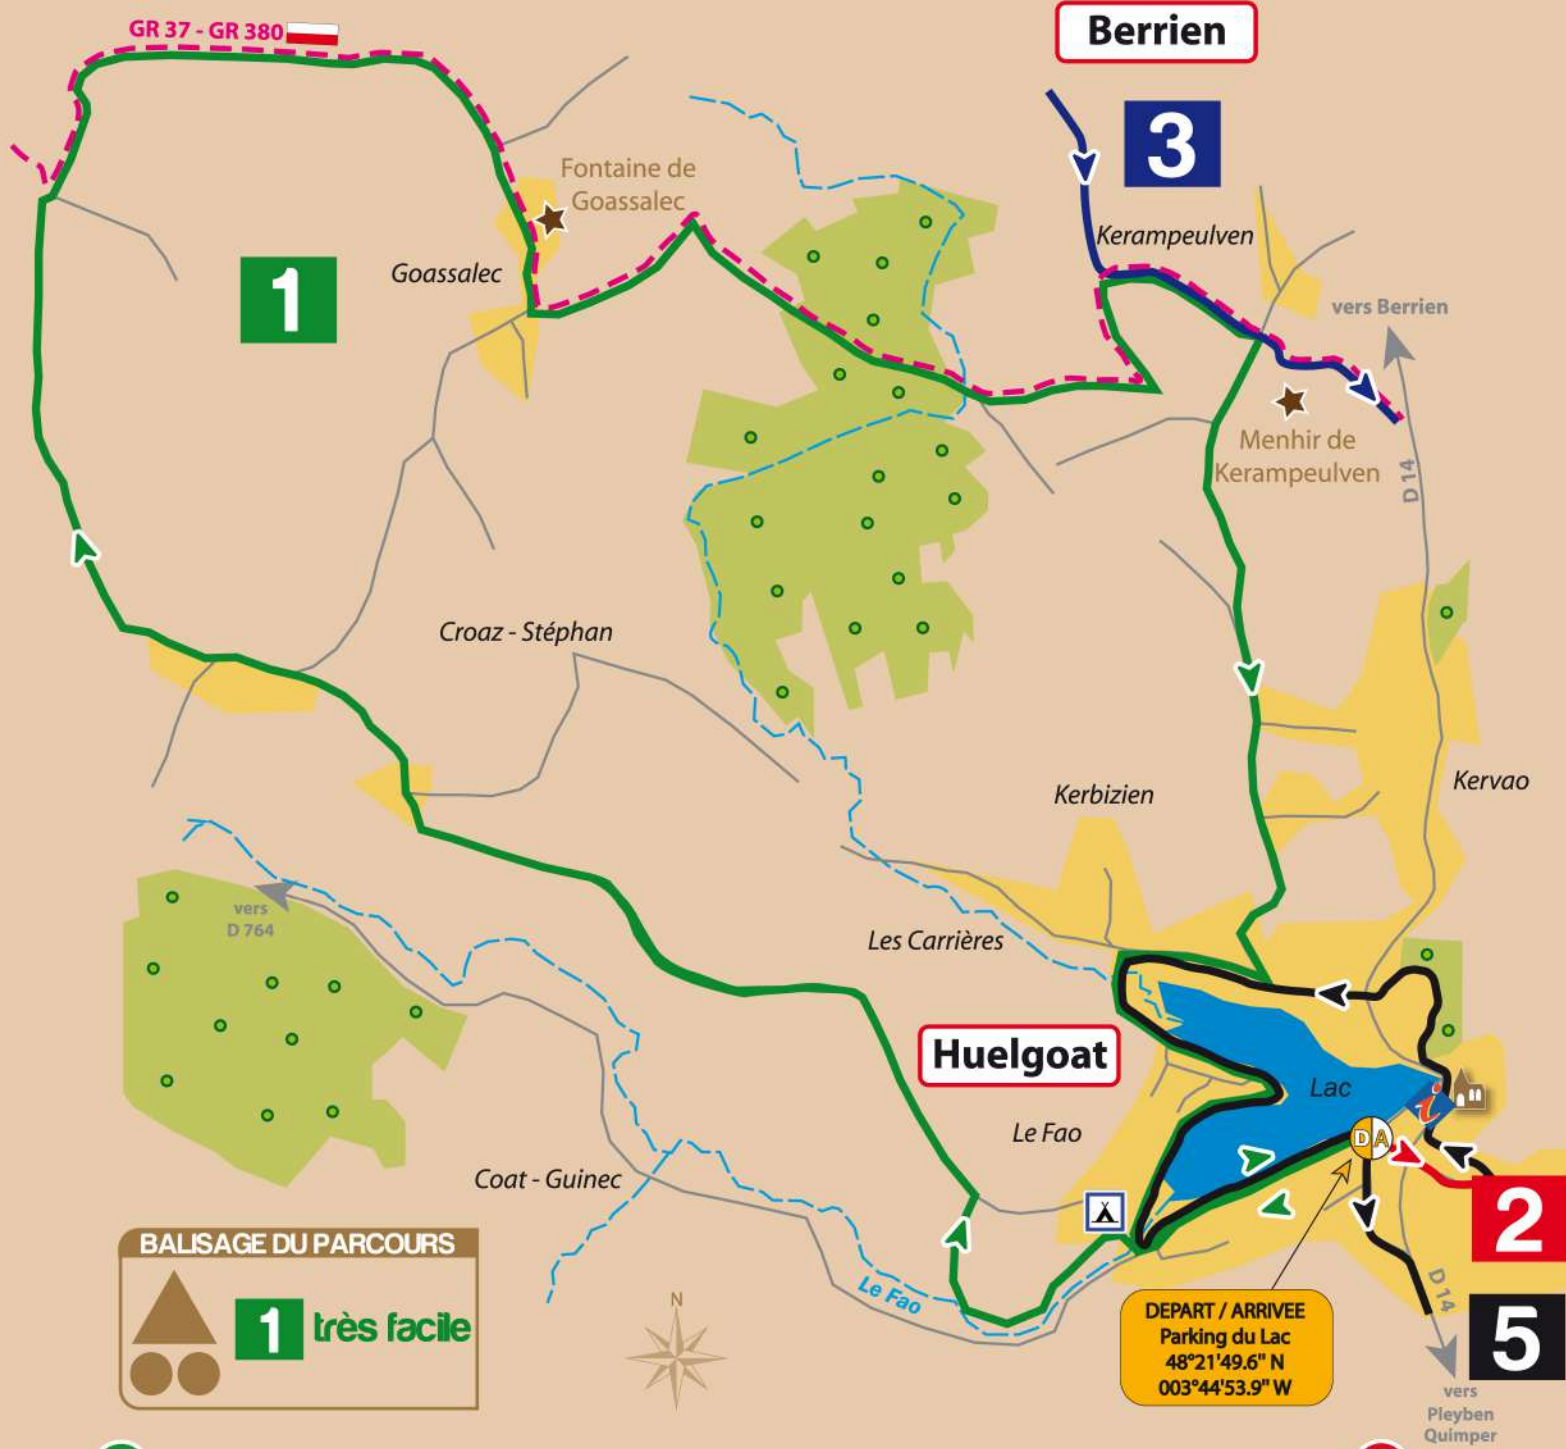 GR 37 - GR 380
Berrien
3
Fontaine de
Goassalec
Kerampeulven
Goassalec
1
vers Berrien
Menhir de
Kerampeulven
D 14
Croaz - Stéphan
Kerbizien
Kervao
vers
D 764
Les Carrières
Huelgoat
Lac
i
Le Fao
D A
Coat - Guinec
2
BALISAGE DU PARCOURS
1 très facile
Le Fao
N
DEPART / ARRIVEE
Parking du Lac
48°21'49.6" N
003°44'53.9" W
D 14
5
vers
Pleyben
Quimper